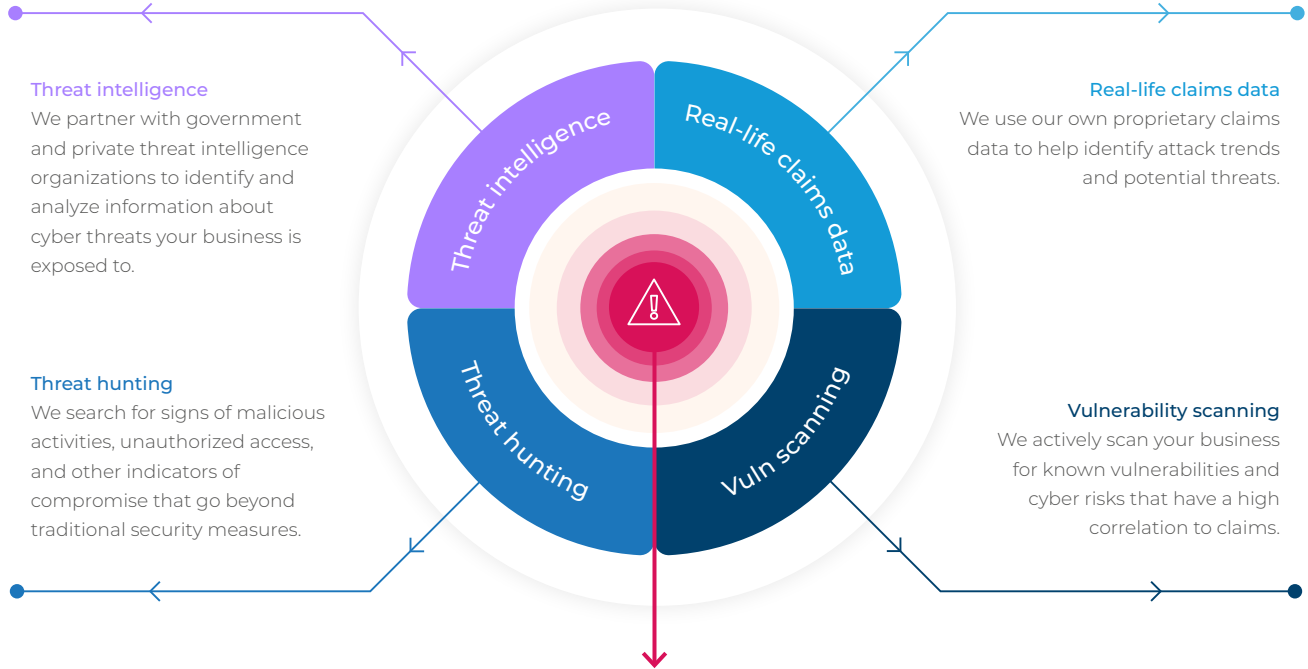 Threat intelligence
We partner with government
and private threat intelligence
organizations to identify and
analyze information about
cyber threats your business is
exposed to.
Threat intelligence
Real-life claims data
Real-life claims data
We use our own proprietary claims
data to help identify attack trends
and potential threats.
Threat hunting
We search for signs of malicious
activities, unauthorized access,
and other indicators of
compromise that go beyond
traditional security measures.
Threat hunting
Vuln scanning
Vulnerability scanning
We actively scan your business
for known vulnerabilities and
cyber risks that have a high
correlation to claims.